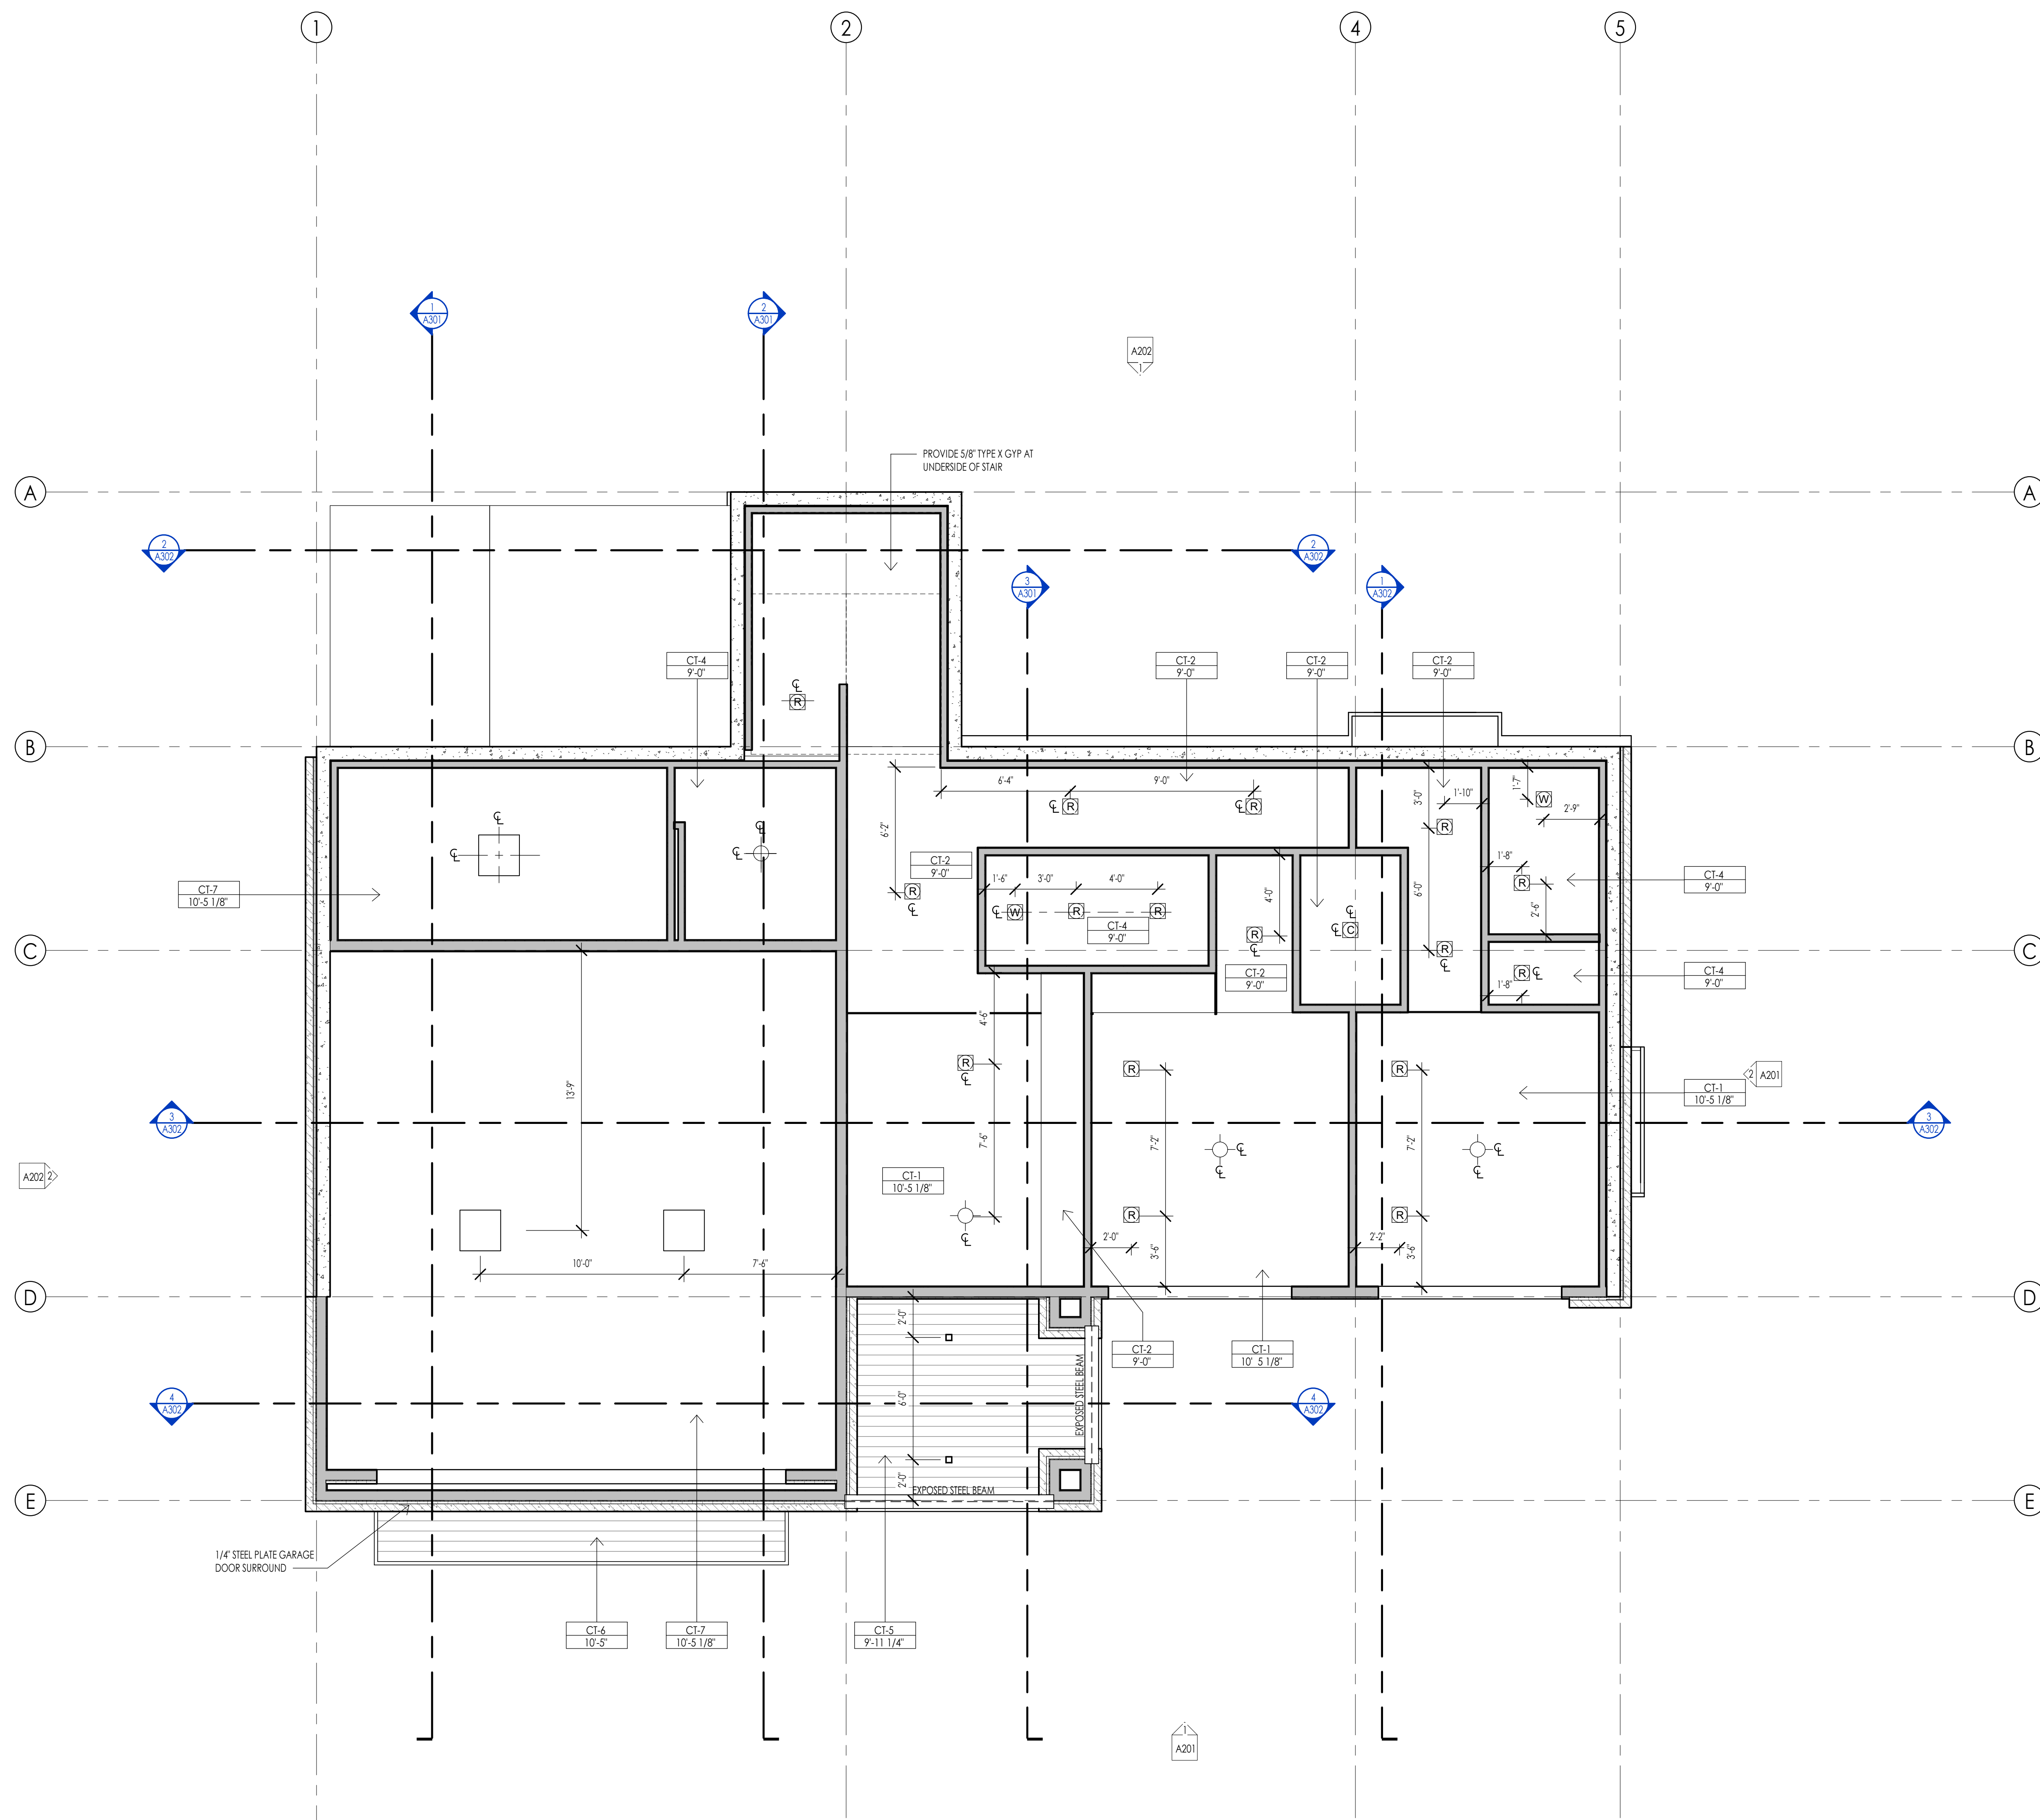 1
2
4
5
1
A301
2
A301
A202
1
PROVIDE 5/8" TYPE X GYP AT
UNDERSIDE OF STAIR
A
A
2
A302
2
A302
3
A301
1
A302
CT-4
9'-0"
CT-2
9'-0"
CT-2
9'-0"
CT-2
9'-0"
℄
R
B
B
6'-4"
9'-0"
3'-0"
1'-10"
1'-7"
W
2'-9"
℄ R
℄ R
R
℄
℄
℄
℄
6'-2"
CT-2
9'-0"
1'-8"
R
CT-4
9'-0"
CT-7
10'-5 1/8"
R
℄
1'-6"
3'-0"
4'-0"
℄ W
R
R
CT-4
9'-0"
4'-0"
R
℄
℄
℄ C
6'-0"
R
℄
2'-6"
C
C
CT-2
9'-0"
R ℄
1'-8"
CT-4
9'-0"
4'-6"
R
℄
R
R
2
A201
CT-1
10'-5 1/8"
13'-9"
3
A302
3
A302
7'-6"
7'-2"
7'-2"
℄
℄
℄
℄
A202
2
CT-1
10'-5 1/8"
℄
R
R
10'-0"
7'-6"
2'-0"
3'-6"
2'-2"
3'-6"
D
D
2'-0"
CT-2
9'-0"
CT-1
10' 5 1/8"
EXPOSED STEEL BEAM
4
A302
6'-0"
4
A302
2'-0"
EXPOSED STEEL BEAM
E
E
1/4" STEEL PLATE GARAGE
DOOR SURROUND
CT-6
10'-5"
CT-7
10'-5 1/8"
CT-5
9'-11 1/4"
1
A201